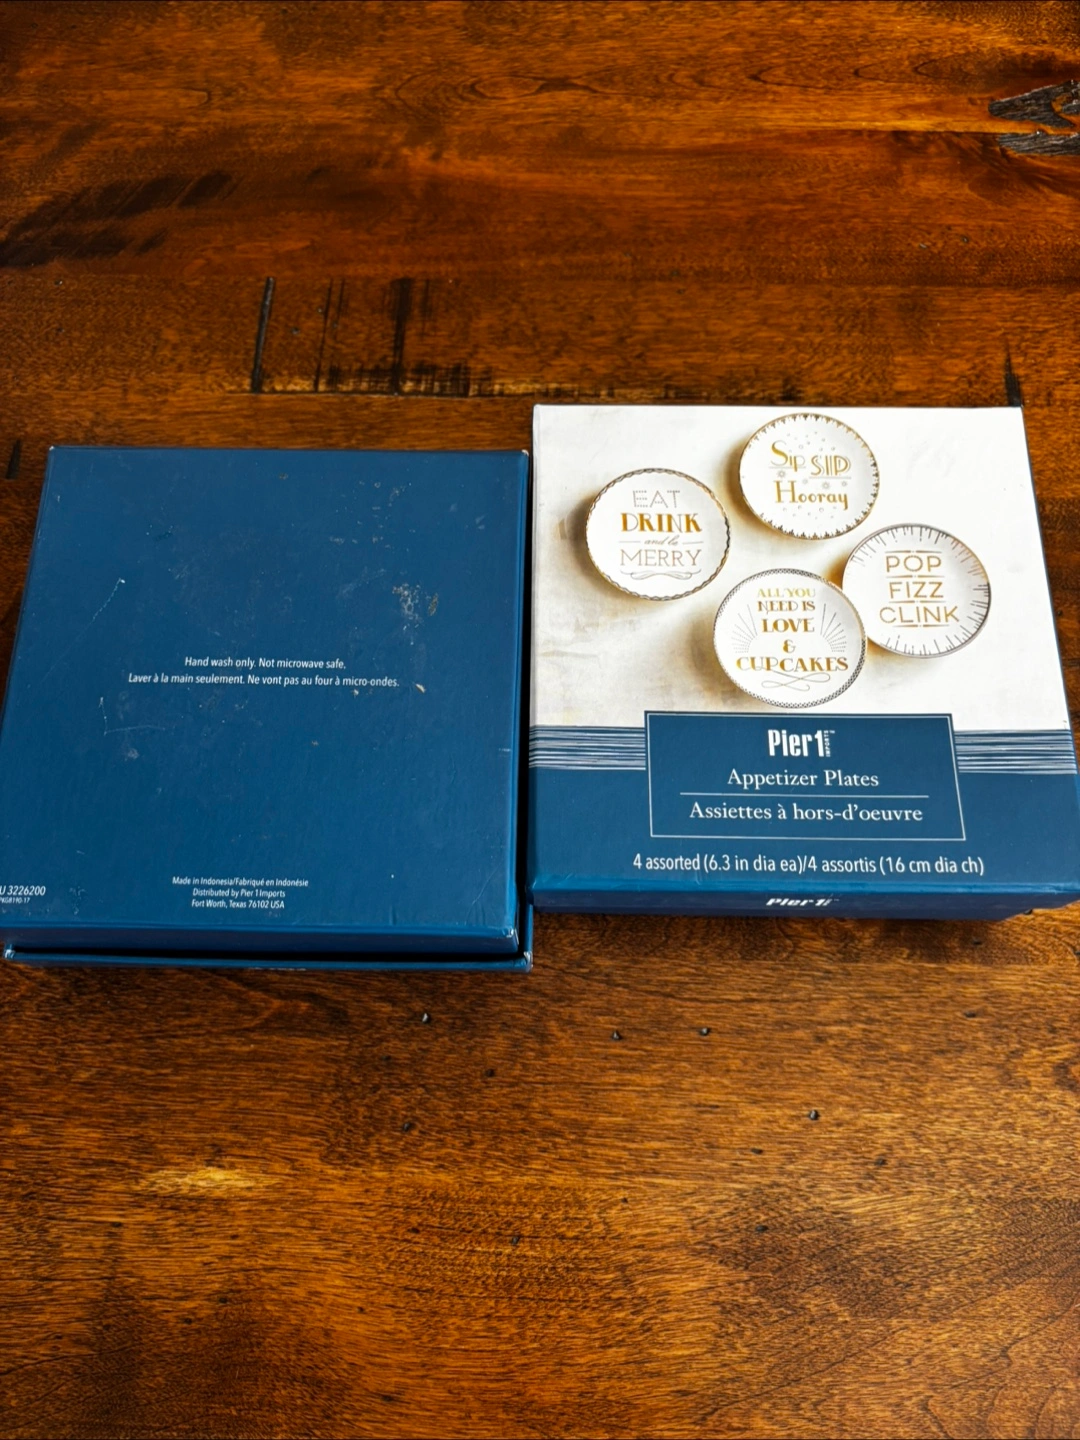 Hand wash only. Not microwave safe.
Laver à la main seulement. Ne vont pas au four à micro-ondes.
U 3226200
Made in Indonesia/Fabriqué en Indonésie
Distributed by Pier 1 Imports
Fort Worth, Texas 76102 USA
Sip SIP
Hooray
EAT
DRINK
and be
MERRY
POP
FIZZ
CLINK
ALL YOU
NEED IS
LOVE
&
CUPCAKES
Pier 1 IMPORTS
Appetizer Plates
Assiettes à hors-d'oeuvre
4 assorted (6.3 in dia ea)/4 assortis (16 cm dia ch)
Pier 1